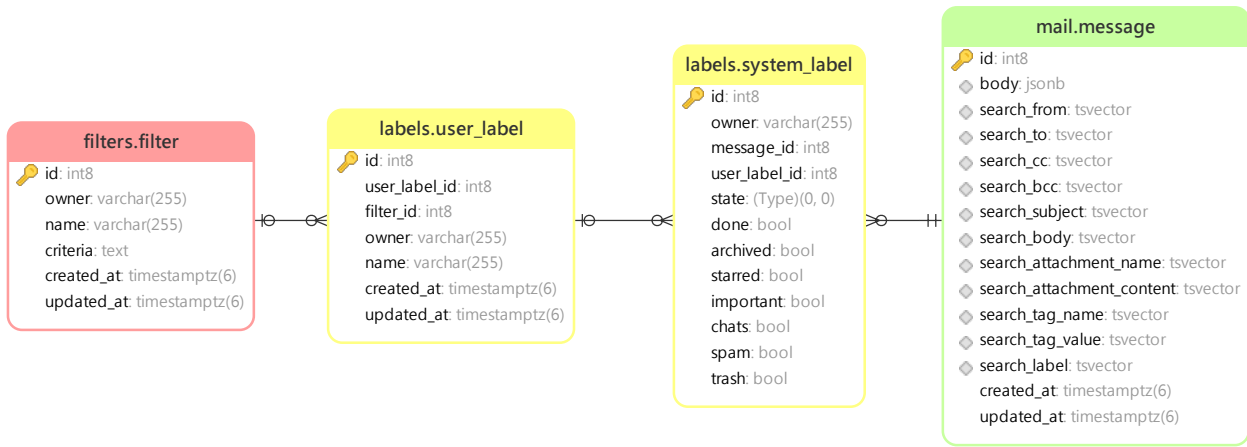 filters.filter
id: int8
owner: varchar(255)
name: varchar(255)
criteria: text
created_at: timestamptz(6)
updated_at: timestamptz(6)
labels.user_label
id: int8
user_label_id: int8
filter_id: int8
owner: varchar(255)
name: varchar(255)
created_at: timestamptz(6)
updated_at: timestamptz(6)
labels.system_label
id: int8
owner: varchar(255)
message_id: int8
user_label_id: int8
state: (Type)(0, 0)
done: bool
archived: bool
starred: bool
important: bool
chats: bool
spam: bool
trash: bool
mail.message
id: int8
body: jsonb
search_from: tsvector
search_to: tsvector
search_cc: tsvector
search_bcc: tsvector
search_subject: tsvector
search_body: tsvector
search_attachment_name: tsvector
search_attachment_content: tsvector
search_tag_name: tsvector
search_tag_value: tsvector
search_label: tsvector
created_at: timestamptz(6)
updated_at: timestamptz(6)